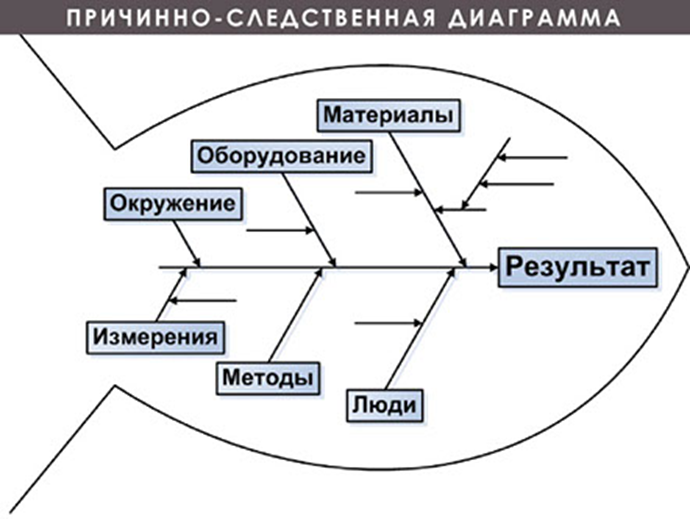 ПРИЧИННО-СЛЕДСТВЕННАЯ ДИАГРАММА
Материалы
Оборудование
Окружение
Результат
Измерения
Методы
Люди